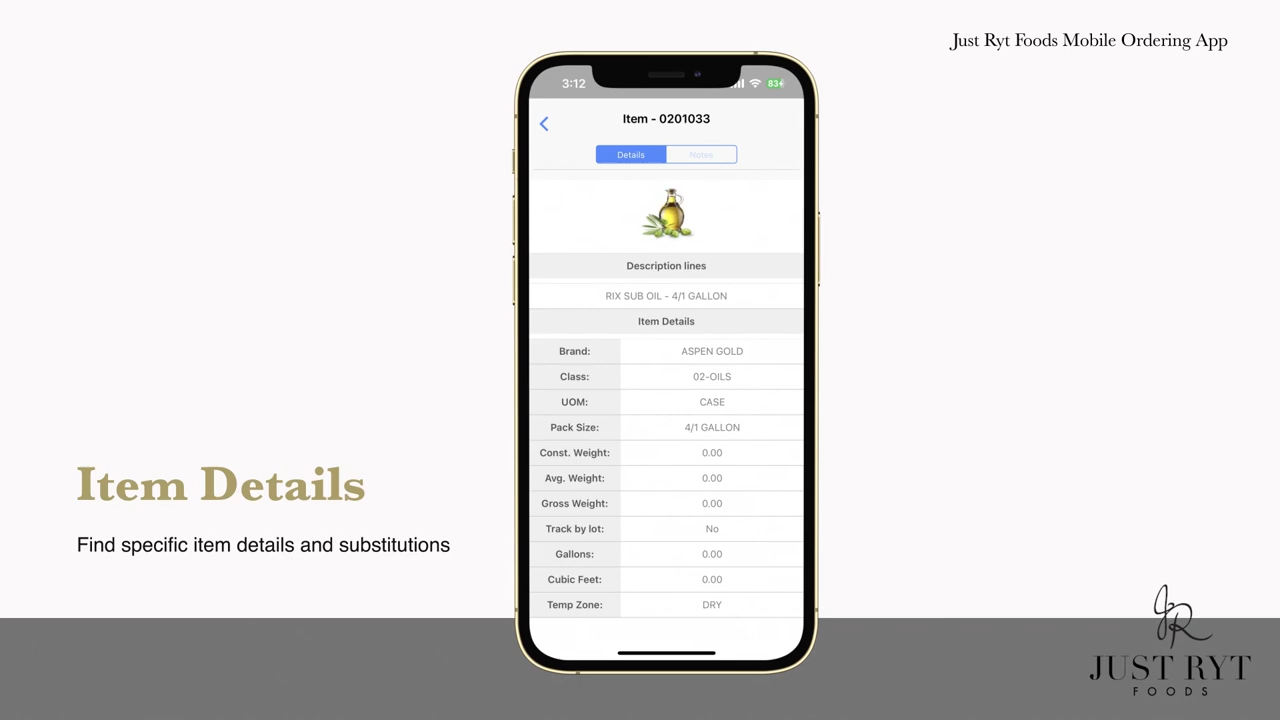 Just Ryt Foods Mobile Ordering App
3:12
83
Item - 0201033
Details Notes
Description lines
RIX SUB OIL - 4/1 GALLON
Item Details
Brand: ASPEN GOLD
Class: 02-OILS
UOM: CASE
Pack Size: 4/1 GALLON
Const. Weight: 0.00
Avg. Weight: 0.00
Gross Weight: 0.00
Track by lot: No
Gallons: 0.00
Cubic Feet: 0.00
Temp Zone: DRY
Item Details
Find specific item details and substitutions
JR
JUST RYT
FOODS